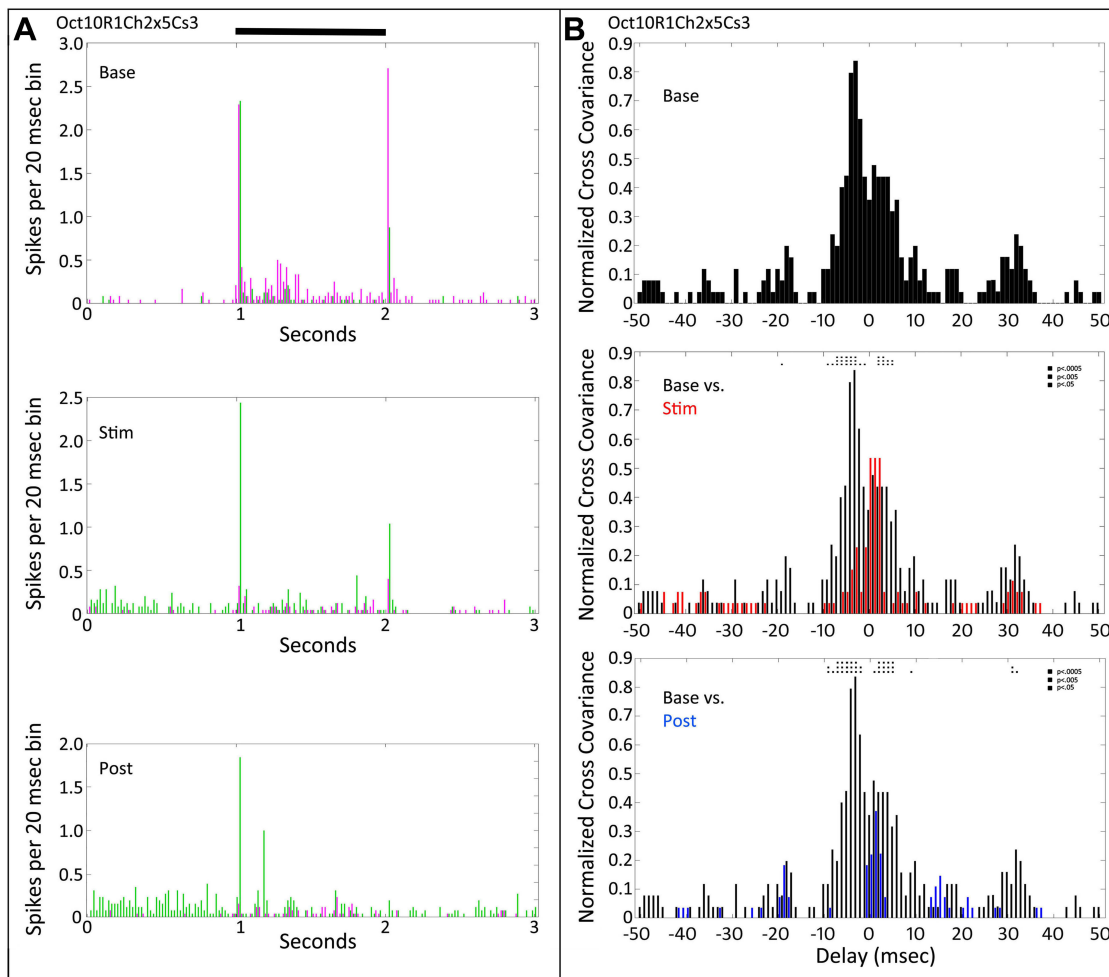 A
Oct10R1Ch2x5Cs3
Spikes per 20 msec bin
3.0
2.5
2.0
1.5
1.0
0.5
0
Base
0 1 2 3
Seconds
Spikes per 20 msec bin
2.5
2.0
1.5
1.0
0.5
0
Stim
0 1 2 3
Seconds
Spikes per 20 msec bin
2.0
1.5
1.0
0.5
0
Post
0 1 2 3
Seconds
B
Oct10R1Ch2x5Cs3
Normalized Cross Covariance
0.9
0.8
0.7
0.6
0.5
0.4
0.3
0.2
0.1
0
Base
-50 -40 -30 -20 -10 0 10 20 30 40 50
Normalized Cross Covariance
0.9
0.8
0.7
0.6
0.5
0.4
0.3
0.2
0.1
0
Base vs.
Stim
p<.0005
p<.005
p<.05
-50 -40 -30 -20 -10 0 10 20 30 40 50
Normalized Cross Covariance
0.9
0.8
0.7
0.6
0.5
0.4
0.3
0.2
0.1
0
Base vs.
Post
p<.0005
p<.005
p<.05
-50 -40 -30 -20 -10 0 10 20 30 40 50
Delay (msec)